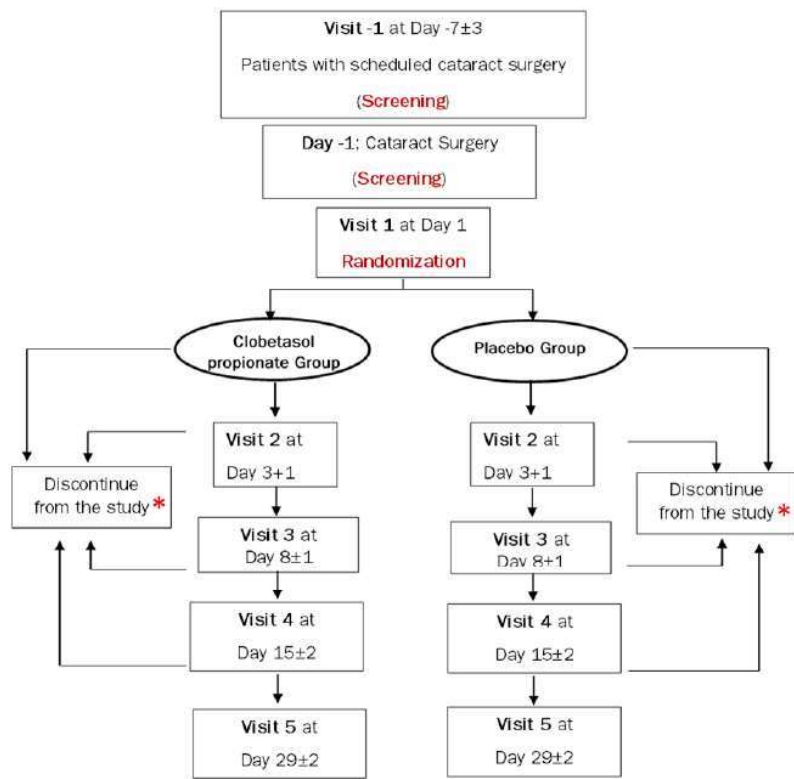 Visit -1 at Day -7±3
Patients with scheduled cataract surgery
(Screening)
Day -1; Cataract Surgery
(Screening)
Visit 1 at Day 1
Randomization
Clobetasol
propionate Group
Placebo Group
Visit 2 at
Day 3+1
Visit 2 at
Day 3+1
Discontinue
from the study *
Discontinue
from the study *
Visit 3 at
Day 8±1
Visit 3 at
Day 8+1
Visit 4 at
Day 15±2
Visit 4 at
Day 15±2
Visit 5 at
Day 29±2
Visit 5 at
Day 29±2